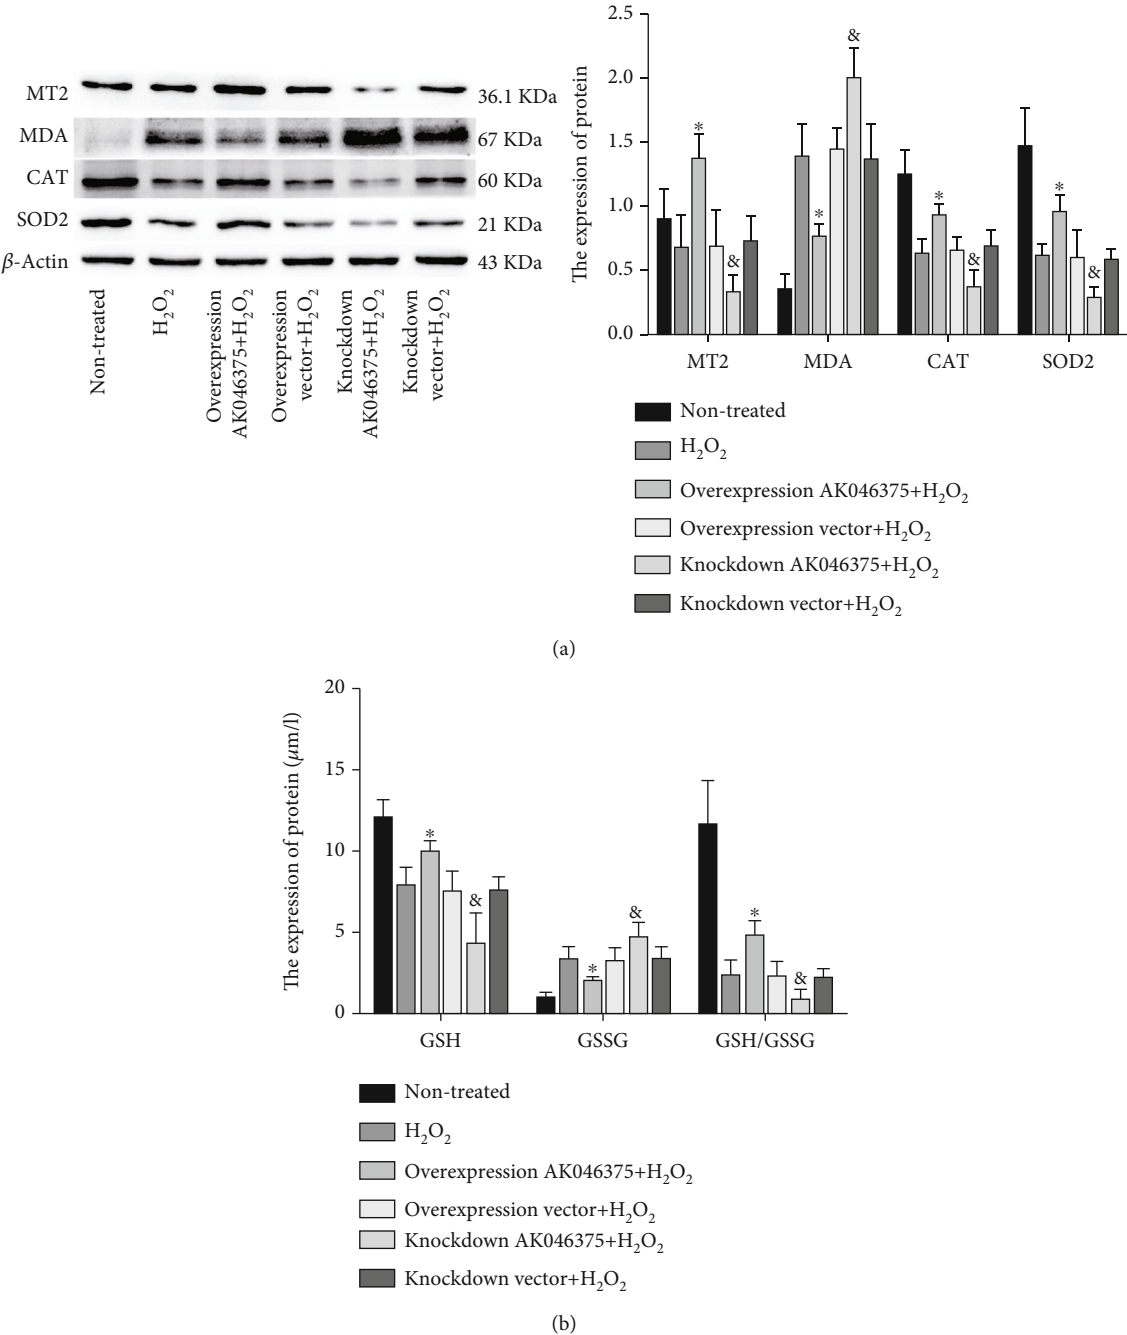 MT2
36.1 KDa
MDA
67 KDa
CAT
60 KDa
SOD2
21 KDa
β-Actin
43 KDa
Non-treated
H₂O₂
Overexpression
AK046375+H₂O₂
Overexpression
vector+H₂O₂
Knockdown
AK046375+H₂O₂
Knockdown
vector+H₂O₂
The expression of protein
2.5
2.0
1.5
1.0
0.5
0.0
*
&
*
&
*
&
*
&
MT2
MDA
CAT
SOD2
Non-treated
H₂O₂
Overexpression AK046375+H₂O₂
Overexpression vector+H₂O₂
Knockdown AK046375+H₂O₂
Knockdown vector+H₂O₂
(a)
The expression of protein (μm/l)
20
15
10
5
0
*
&
*
&
*
&
GSH
GSSG
GSH/GSSG
Non-treated
H₂O₂
Overexpression AK046375+H₂O₂
Overexpression vector+H₂O₂
Knockdown AK046375+H₂O₂
Knockdown vector+H₂O₂
(b)